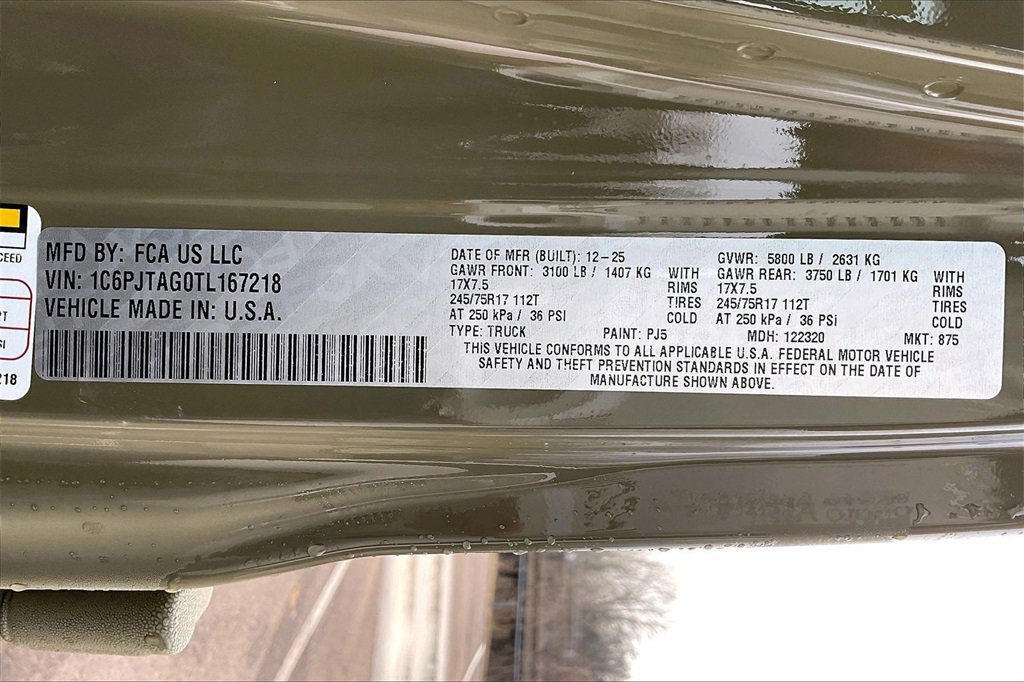 CEED
PT
SI
218
MFD BY: FCA US LLC
VIN: 1C6PJTAG0TL167218
VEHICLE MADE IN: U.S.A.
DATE OF MFR (BUILT): 12-25
GAWR FRONT: 3100 LB / 1407 KG WITH
17X7.5 RIMS
245/75R17 112T TIRES
AT 250 kPa / 36 PSI COLD
GVWR: 5800 LB / 2631 KG
GAWR REAR: 3750 LB / 1701 KG WITH
17X7.5 RIMS
245/75R17 112T TIRES
AT 250 kPa / 36 PSi COLD
TYPE: TRUCK PAINT: PJ5 MDH: 122320 MKT: 875
THIS VEHICLE CONFORMS TO ALL APPLICABLE U.S.A. FEDERAL MOTOR VEHICLE
SAFETY AND THEFT PREVENTION STANDARDS IN EFFECT ON THE DATE OF
MANUFACTURE SHOWN ABOVE.